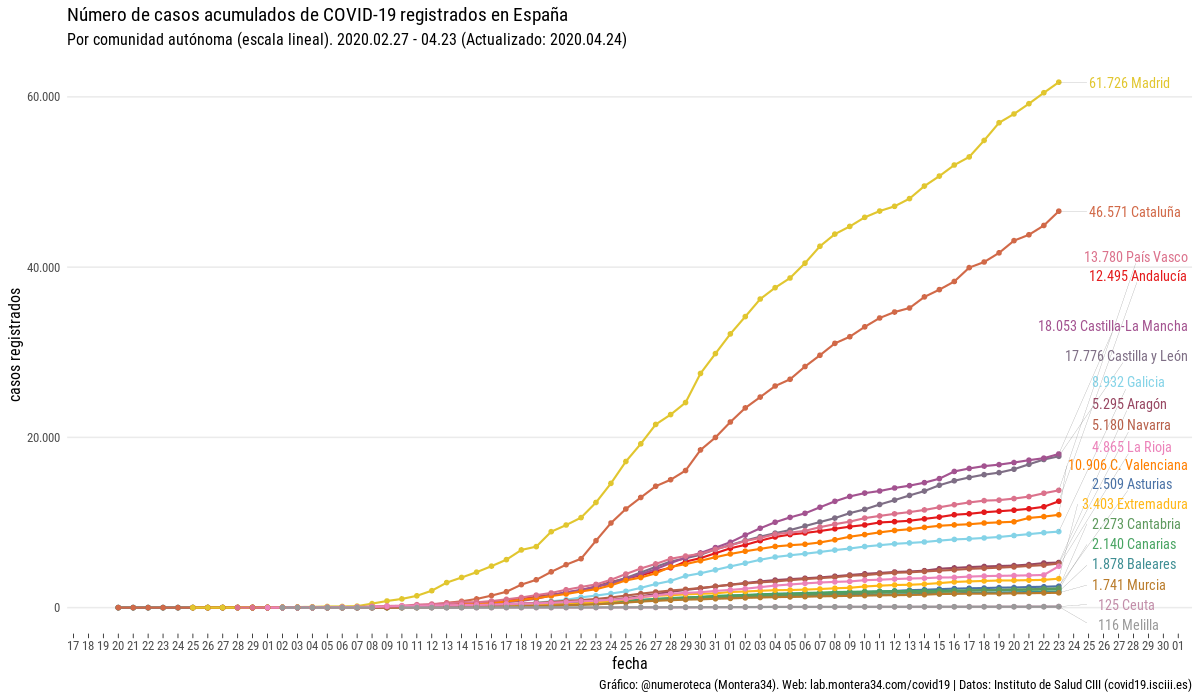 Número de casos acumulados de COVID-19 registrados en España
Por comunidad autónoma (escala lineal). 2020.02.27 - 04.23 (Actualizado: 2020.04.24)
60.000
40.000
20.000
0
casos registrados
61.726 Madrid
46.571 Cataluña
13.780 País Vasco
12.495 Andalucía
18.053 Castilla-La Mancha
17.776 Castilla y León
8.932 Galicia
5.295 Aragón
5.180 Navarra
4.865 La Rioja
10.906 C. Valenciana
2.509 Asturias
3.403 Extremadura
2.273 Cantabria
2.140 Canarias
1.878 Baleares
1.741 Murcia
125 Ceuta
116 Melilla
17 18 19 20 21 22 23 24 25 26 27 28 29 01 02 03 04 05 06 07 08 09 10 11 12 13 14 15 16 17 18 19 20 21 22 23 24 25 26 27 28 29 30 31 01 02 03 04 05 06 07 08 09 10 11 12 13 14 15 16 17 18 19 20 21 22 23 24 25 26 27 28 29 30 01
fecha
Gráfico: @numeroteca (Montera34). Web: lab.montera34.com/covid19 | Datos: Instituto de Salud CIII (covid19.isciii.es)